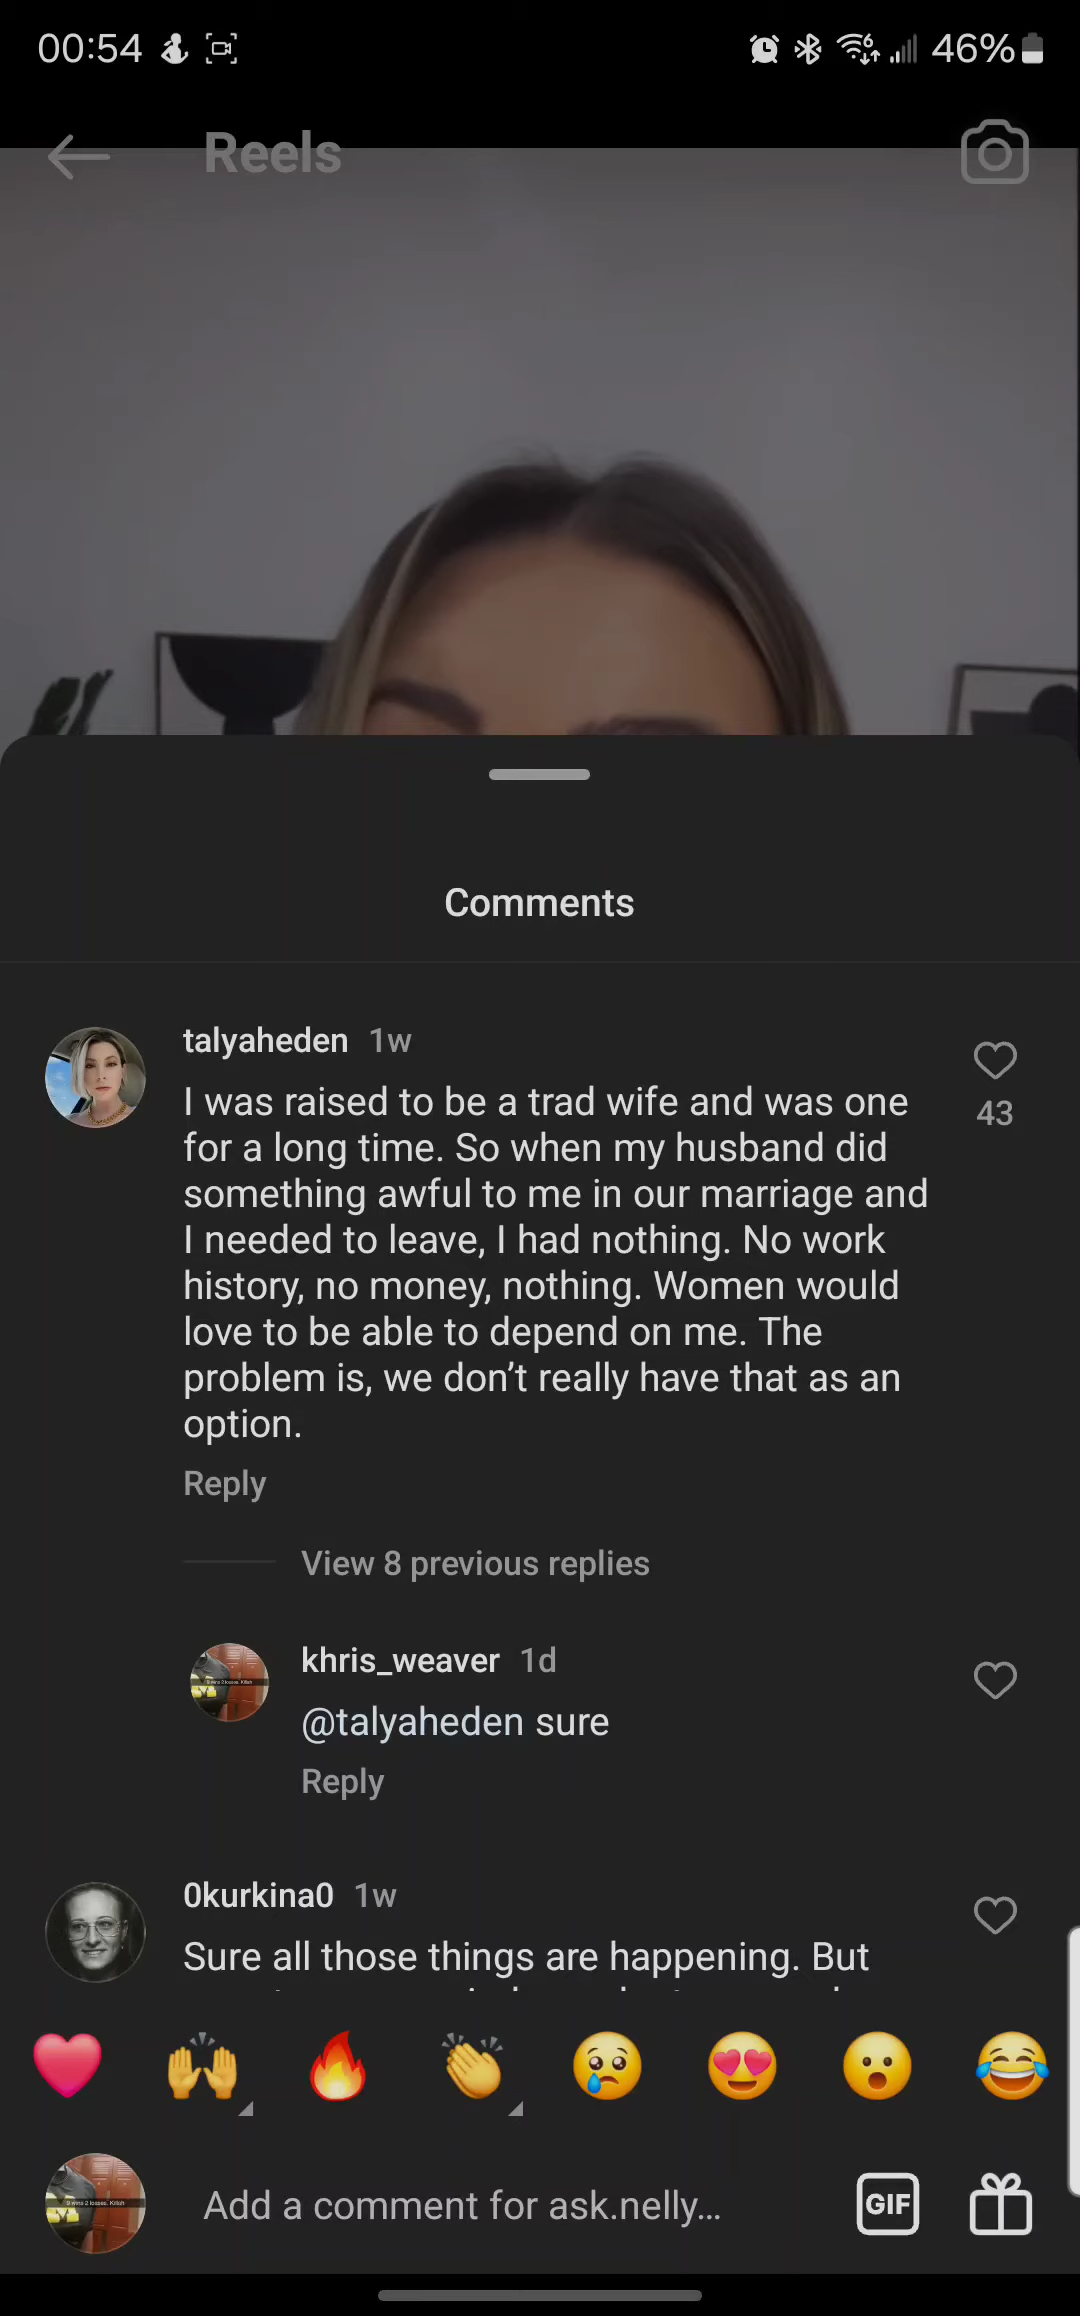 00:54
46%
Reels
Comments
talyaheden 1w
I was raised to be a trad wife and was one
for a long time. So when my husband did
something awful to me in our marriage and
I needed to leave, I had nothing. No work
history, no money, nothing. Women would
love to be able to depend on me. The
problem is, we don’t really have that as an
option.
43
Reply
View 8 previous replies
khris_weaver 1d
@talyaheden sure
Reply
0kurkina0 1w
Sure all those things are happening. But
Add a comment for ask.nelly...
GIF